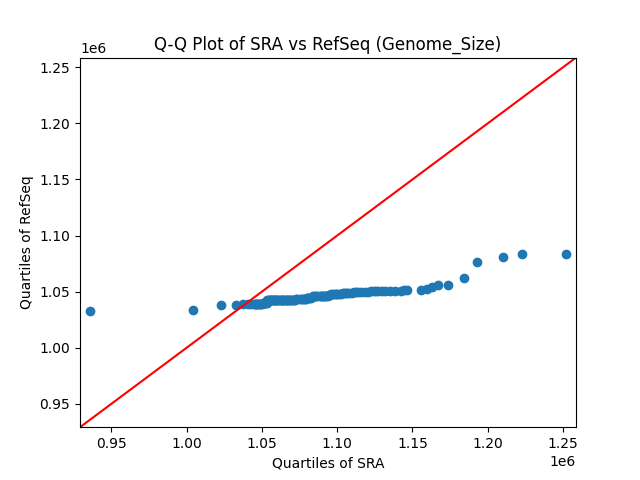 Q-Q Plot of SRA vs RefSeq (Genome_Size)
1e6
1.25
1.20
1.15
1.10
1.05
1.00
0.95
Quartiles of RefSeq
0.95 1.00 1.05 1.10 1.15 1.20 1.25
1e6
Quartiles of SRA